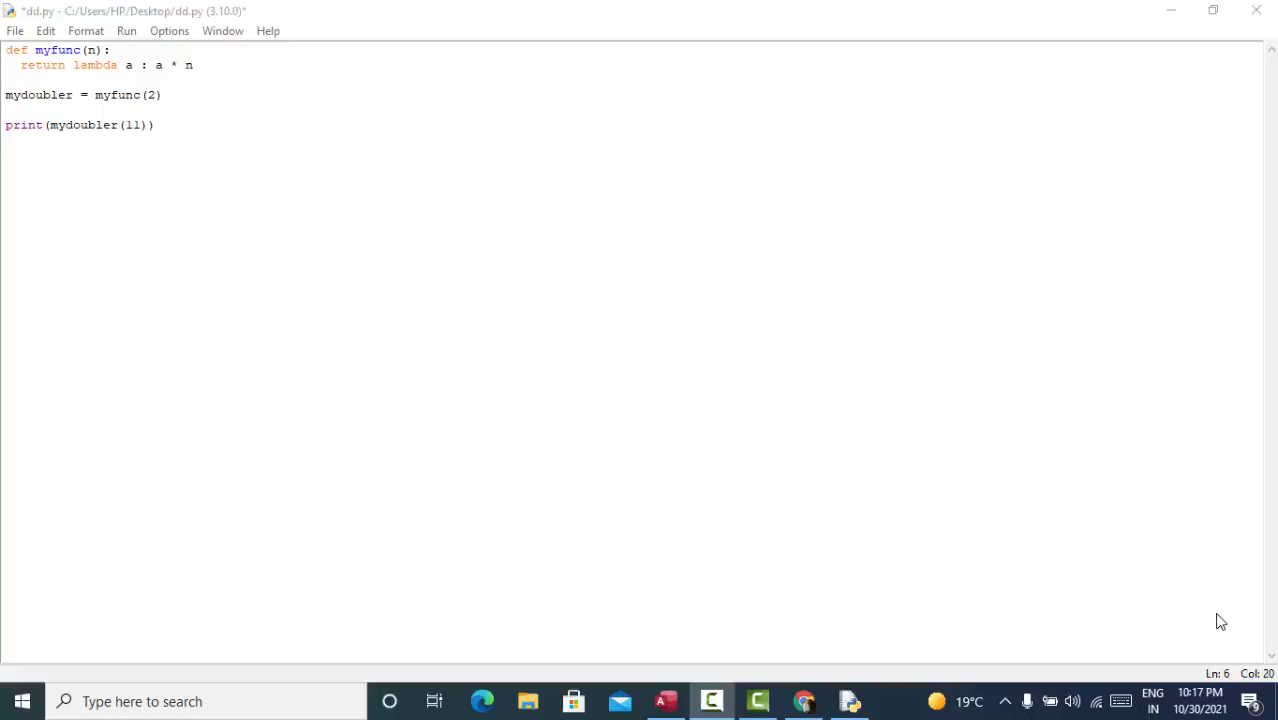 *dd.py - C:/Users/HP/Desktop/dd.py (3.10.0)*
File Edit Format Run Options Window Help
def myfunc(n):
  return lambda a : a * n
mydoubler = myfunc(2)
print(mydoubler(11))
Ln: 6 Col: 20
Type here to search
A
C
C
19°C
ENG
IN
10:17 PM
10/30/2021
9